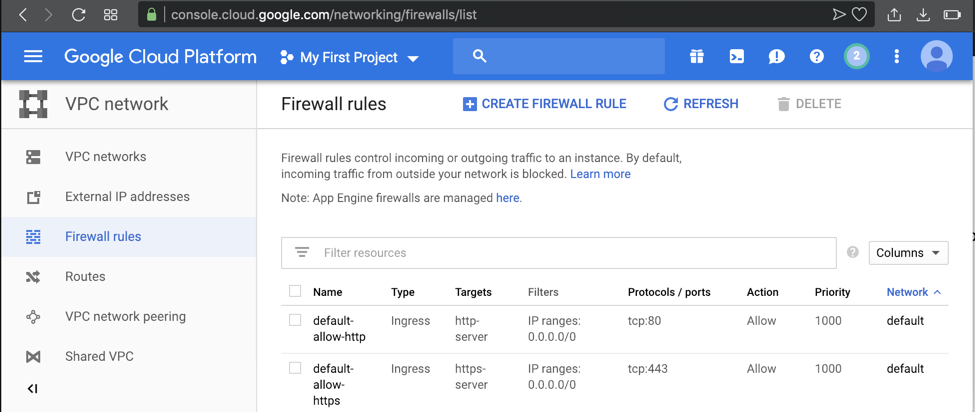 console.cloud.google.com/networking/firewalls/list
Google Cloud Platform My First Project 2
VPC network
Firewall rules CREATE FIREWALL RULE REFRESH DELETE
VPC networks
External IP addresses
Firewall rules
Routes
VPC network peering
Shared VPC
Firewall rules control incoming or outgoing traffic to an instance. By default,
incoming traffic from outside your network is blocked. Learn more
Note: App Engine firewalls are managed here.
Filter resources Columns
Name Type Targets Filters Protocols / ports Action Priority Network
default- Ingress http- IP ranges: tcp:80 Allow 1000 default
allow-http server 0.0.0.0/0
default- Ingress https- IP ranges: tcp:443 Allow 1000 default
allow- server 0.0.0.0/0
https